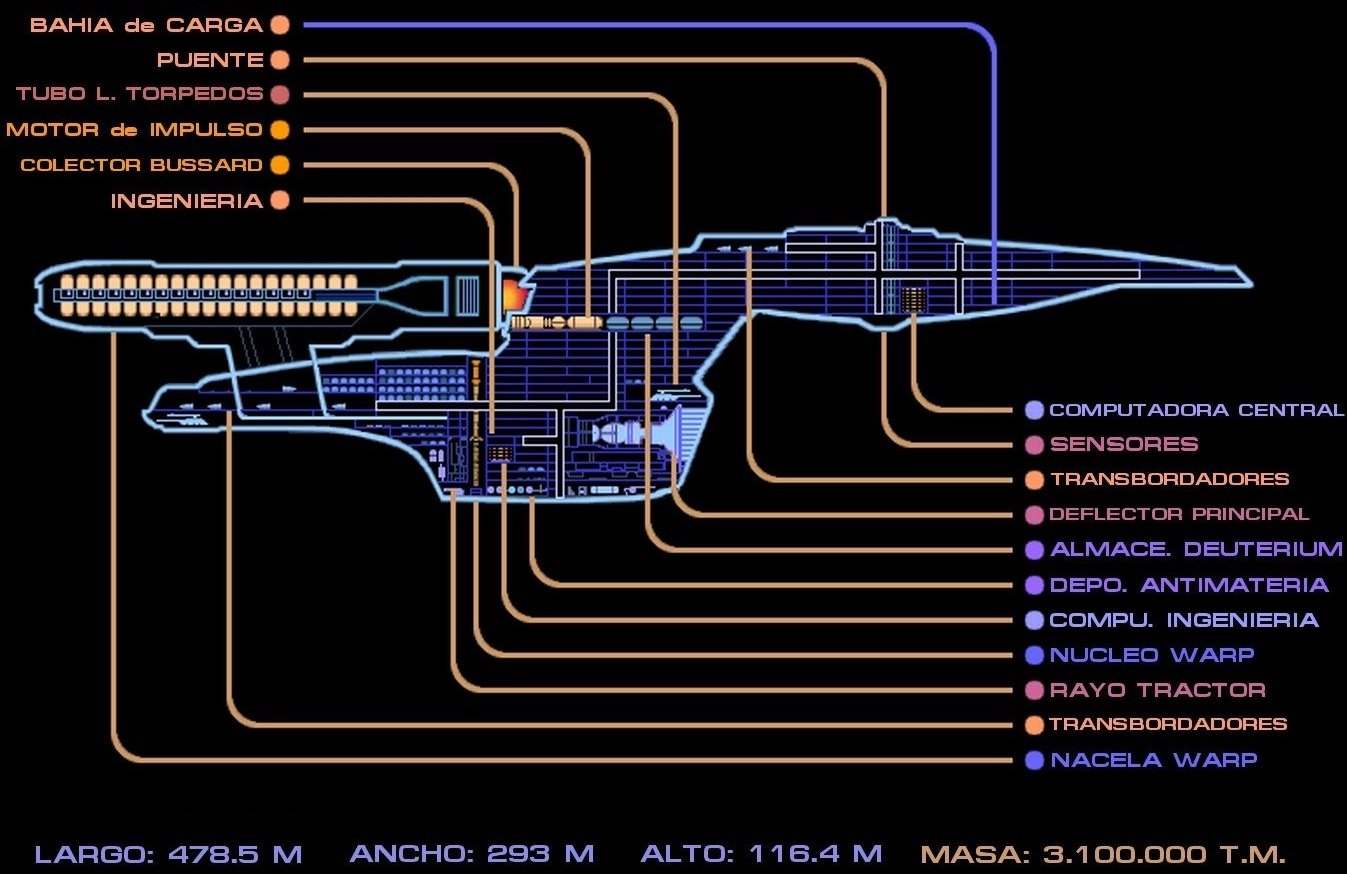 BAHIA de CARGA
PUENTE
TUBO L. TORPEDOS
MOTOR de IMPULSO
COLECTOR BUSSARD
INGENIERIA
COMPUTADORA CENTRAL
SENSORES
TRANSBORDADORES
DEFLECTOR PRINCIPAL
ALMACE. DEUTERIUM
DEPO. ANTIMATERIA
COMPU. INGENIERIA
NUCLEO WARP
RAYO TRACTOR
TRANSBORDADORES
NACELA WARP
LARGO: 478.5 M ANCHO: 293 M ALTO: 116.4 M MASA: 3.100.000 T.M.